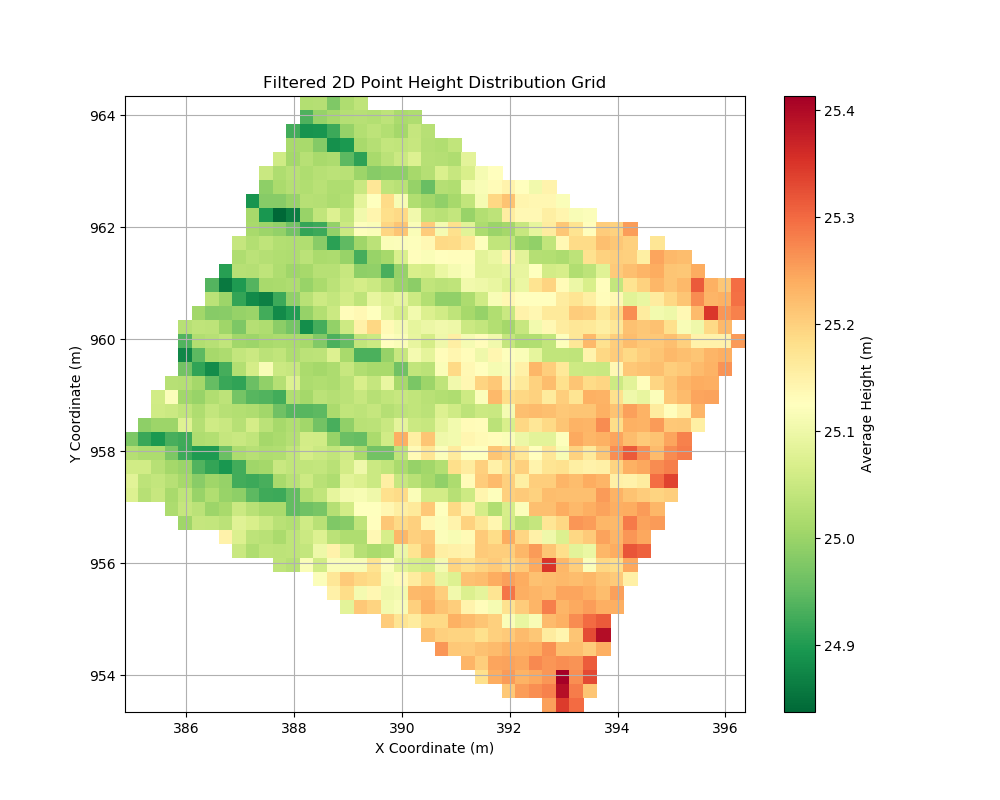 Filtered 2D Point Height Distribution Grid
964
962
960
958
956
954
Y Coordinate (m)
386 388 390 392 394 396
X Coordinate (m)
25.4
25.3
25.2
25.1
25.0
24.9
Average Height (m)